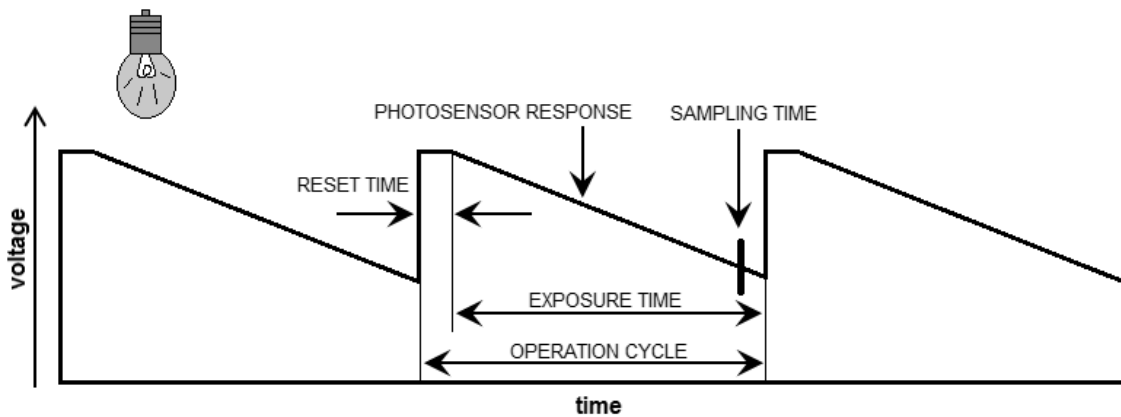 PHOTOSENSOR RESPONSE
SAMPLING TIME
RESET TIME
voltage
EXPOSURE TIME
OPERATION CYCLE
time